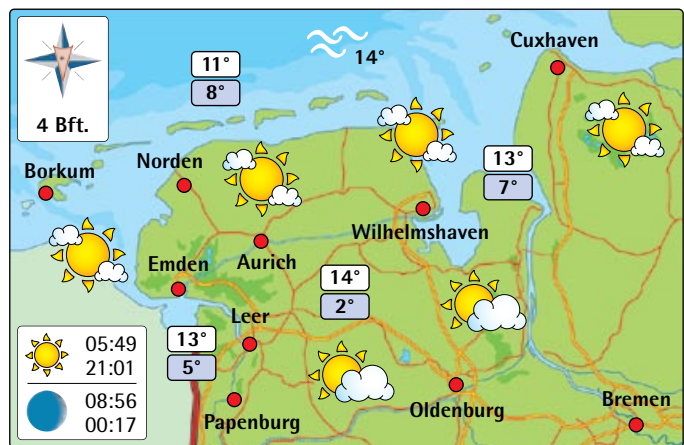 Cuxhaven
11°
14°
8°
4 Bft.
13°
Borkum
Norden
7°
Wilhelmshaven
Aurich
Emden
14°
2°
Leer
05:49
13°
21:01
5°
08:56
Oldenburg
Bremen
00:17
Papenburg